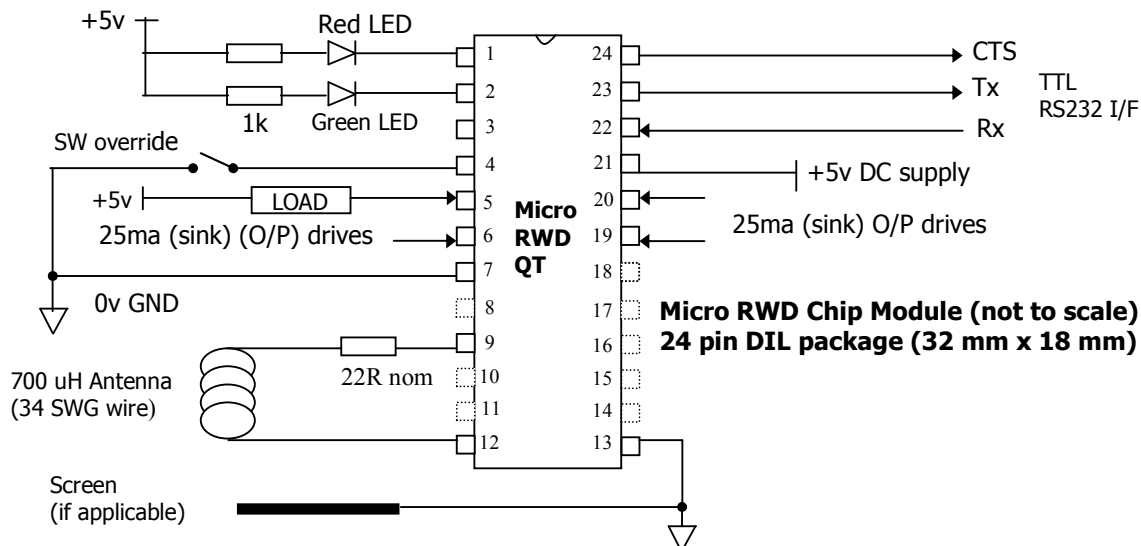 +5v
Red LED
Green LED
1k
SW override
+5v
LOAD
25ma (sink) (O/P) drives
0v GND
22R nom
700 uH Antenna
(34 SWG wire)
Screen
(if applicable)
1
2
3
4
5
6
7
8
9
10
11
12
Micro
RWD
QT
24
23
22
21
20
19
18
17
16
15
14
13
CTS
Tx
Rx
TTL
RS232 I/F
+5v DC supply
25ma (sink) O/P drives
Micro RWD Chip Module (not to scale)
24 pin DIL package (32 mm x 18 mm)